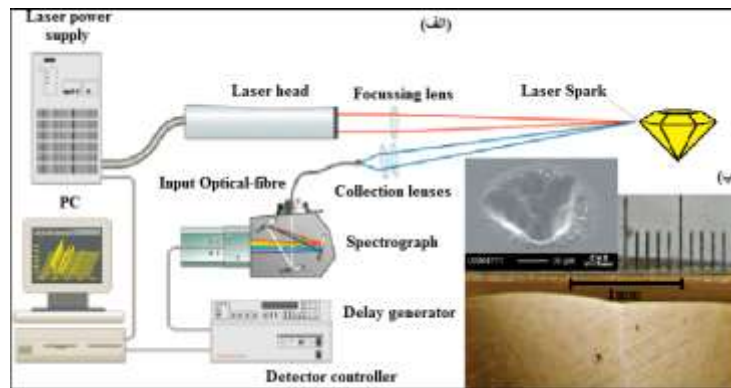 Laser power
supply
(الف)
Laser head
Focussing lens
Laser Spark
Input Optical-fibre
Collection lenses
(ب)
PC
Spectrograph
1mm
Delay generator
Detector controller